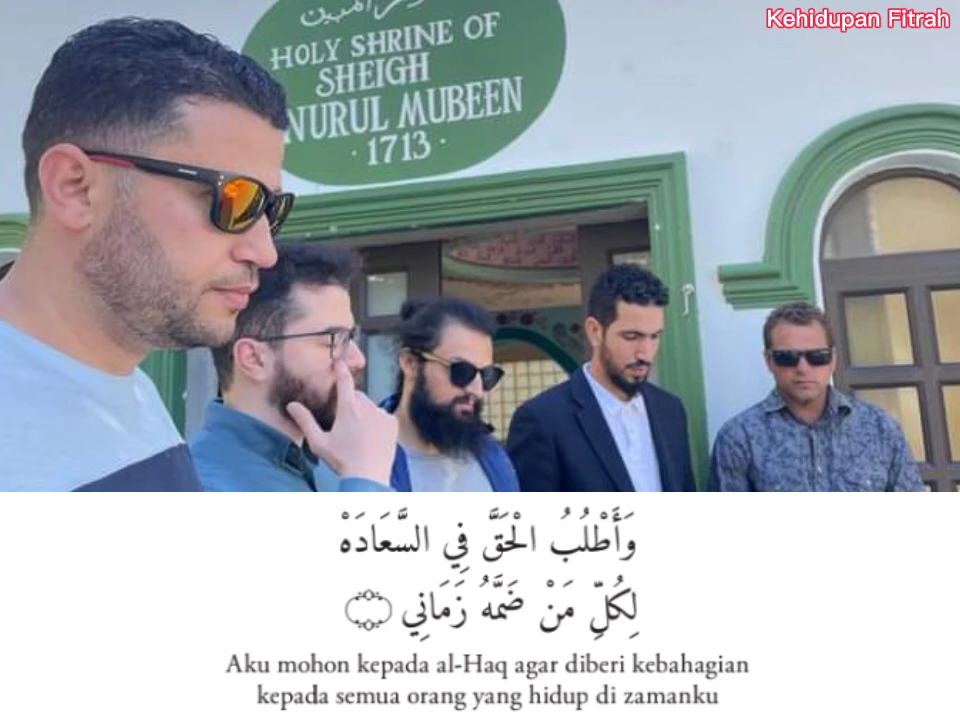 Kehidupan Fitrah
المبين
HOLY SHRINE OF
SHEIGH
NURUL MUBEEN
· 1713 ·
وَأَطْلُبُ الْحَقَّ فِي السَّعَادَهْ
لِكُلِّ مَنْ ضَمَّهُ زَمَانِي
Aku mohon kepada al-Haq agar diberi kebahagian
kepada semua orang yang hidup di zamanku